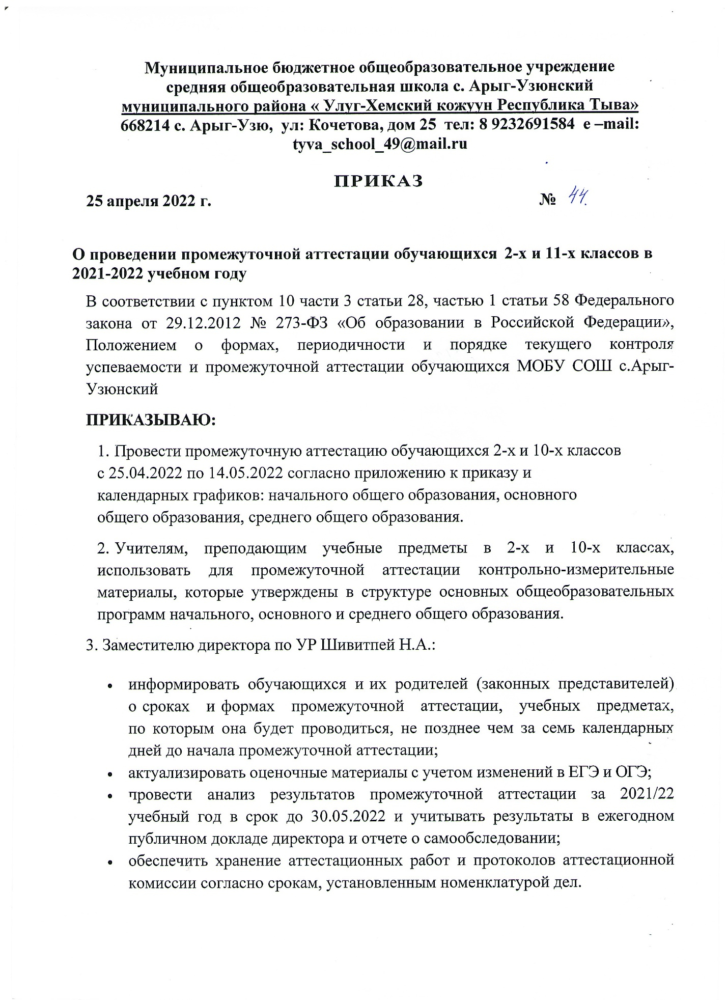 Муниципальное бюджетное общеобразовательное учреждение
средняя общеобразовательная школа с. Арыг-Узюнский
муниципального района « Улуг-Хемский кожуун Республика Тыва»
668214 с. Арыг-Узю, ул: Кочетова, дом 25 тел: 8 9232691584 е –mail:
tyva_school_49@mail.ru
ПРИКАЗ
25 апреля 2022 г. № 44.
О проведении промежуточной аттестации обучающихся 2-х и 11-х классов в
2021-2022 учебном году
В соответствии с пунктом 10 части 3 статьи 28, частью 1 статьи 58 Федерального
закона от 29.12.2012 № 273-ФЗ «Об образовании в Российской Федерации»,
Положением о формах, периодичности и порядке текущего контроля
успеваемости и промежуточной аттестации обучающихся МОБУ СОШ с.Арыг-
Узюнский
ПРИКАЗЫВАЮ:
1. Провести промежуточную аттестацию обучающихся 2-х и 10-х классов
с 25.04.2022 по 14.05.2022 согласно приложению к приказу и
календарных графиков: начального общего образования, основного
общего образования, среднего общего образования.
2. Учителям, преподающим учебные предметы в 2-х и 10-х классах,
использовать для промежуточной аттестации контрольно-измерительные
материалы, которые утверждены в структуре основных общеобразовательных
программ начального, основного и среднего общего образования.
3. Заместителю директора по УР Шивитпей Н.А.:
• информировать обучающихся и их родителей (законных представителей)
о сроках и формах промежуточной аттестации, учебных предметах,
по которым она будет проводиться, не позднее чем за семь календарных
дней до начала промежуточной аттестации;
• актуализировать оценочные материалы с учетом изменений в ЕГЭ и ОГЭ;
• провести анализ результатов промежуточной аттестации за 2021/22
учебный год в срок до 30.05.2022 и учитывать результаты в ежегодном
публичном докладе директора и отчете о самообследовании;
• обеспечить хранение аттестационных работ и протоколов аттестационной
комиссии согласно срокам, установленным номенклатурой дел.